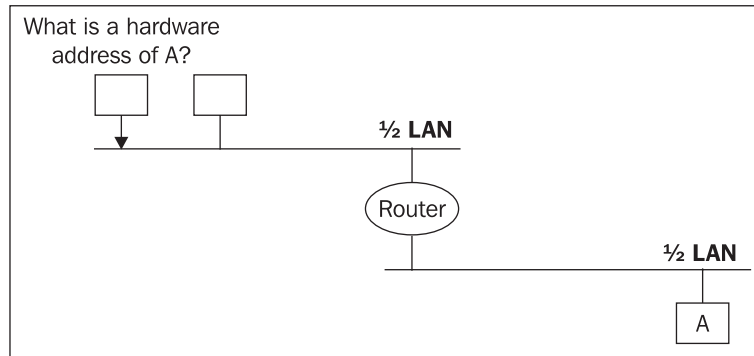 What is a hardware
address of A?
½ LAN
Router
½ LAN
A